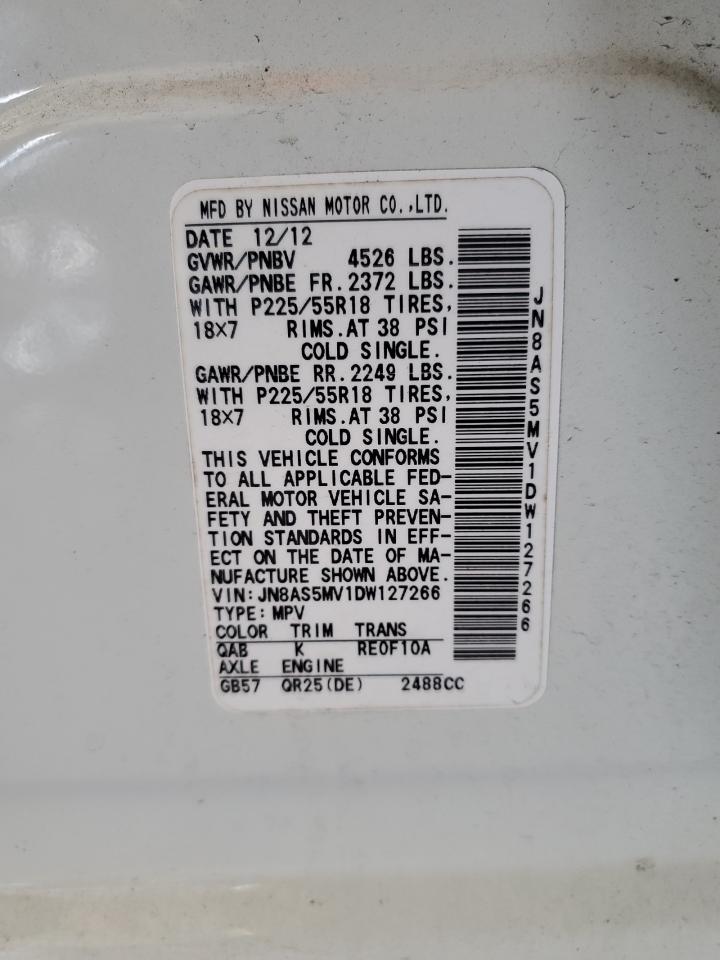 MFD BY NISSAN MOTOR CO.,LTD.
DATE 12/12
GVWR/PNBV 4526 LBS.
GAWR/PNBE FR.2372 LBS.
WITH P225/55R18 TIRES,
18X7 RIMS.AT 38 PSI
COLD SINGLE.
GAWR/PNBE RR.2249 LBS.
WITH P225/55R18 TIRES,
18X7 RIMS.AT 38 PSI
COLD SINGLE.
THIS VEHICLE CONFORMS
TO ALL APPLICABLE FED-
ERAL MOTOR VEHICLE SA-
FETY AND THEFT PREVEN-
TION STANDARDS IN EFF-
ECT ON THE DATE OF MA-
NUFACTURE SHOWN ABOVE.
VIN:JN8AS5MV1DW127266
TYPE:MPV
COLOR TRIM TRANS
QAB K RE0F10A
AXLE ENGINE
GB57 QR25(DE) 2488CC
JN8AS5MV1DW127266